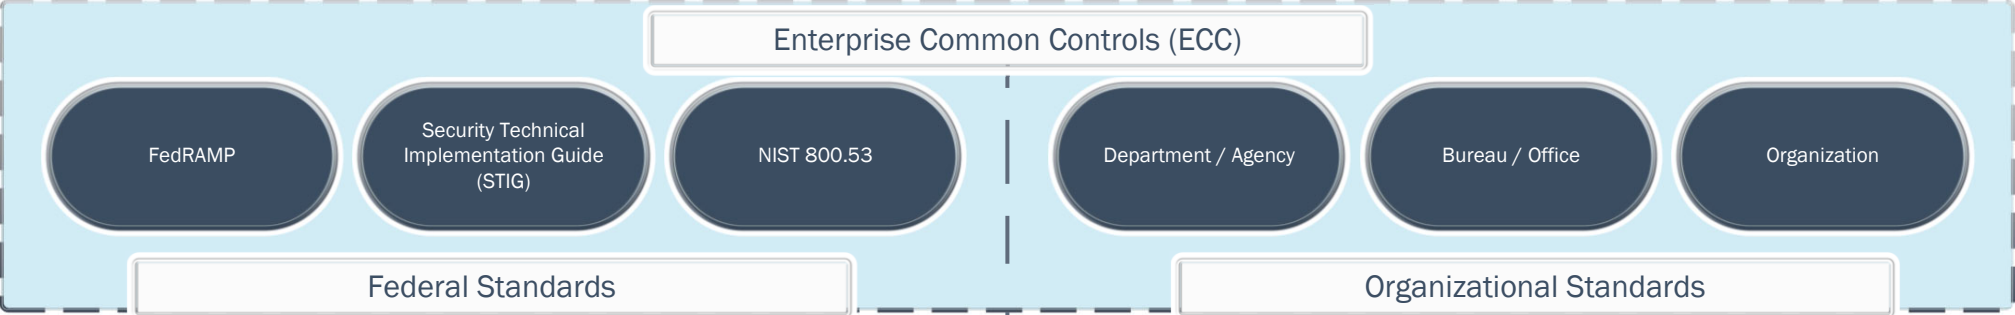 Enterprise Common Controls (ECC)
FedRAMP
Security Technical
Implementation Guide
(STIG)
NIST 800.53
Department / Agency
Bureau / Office
Organization
Federal Standards
Organizational Standards